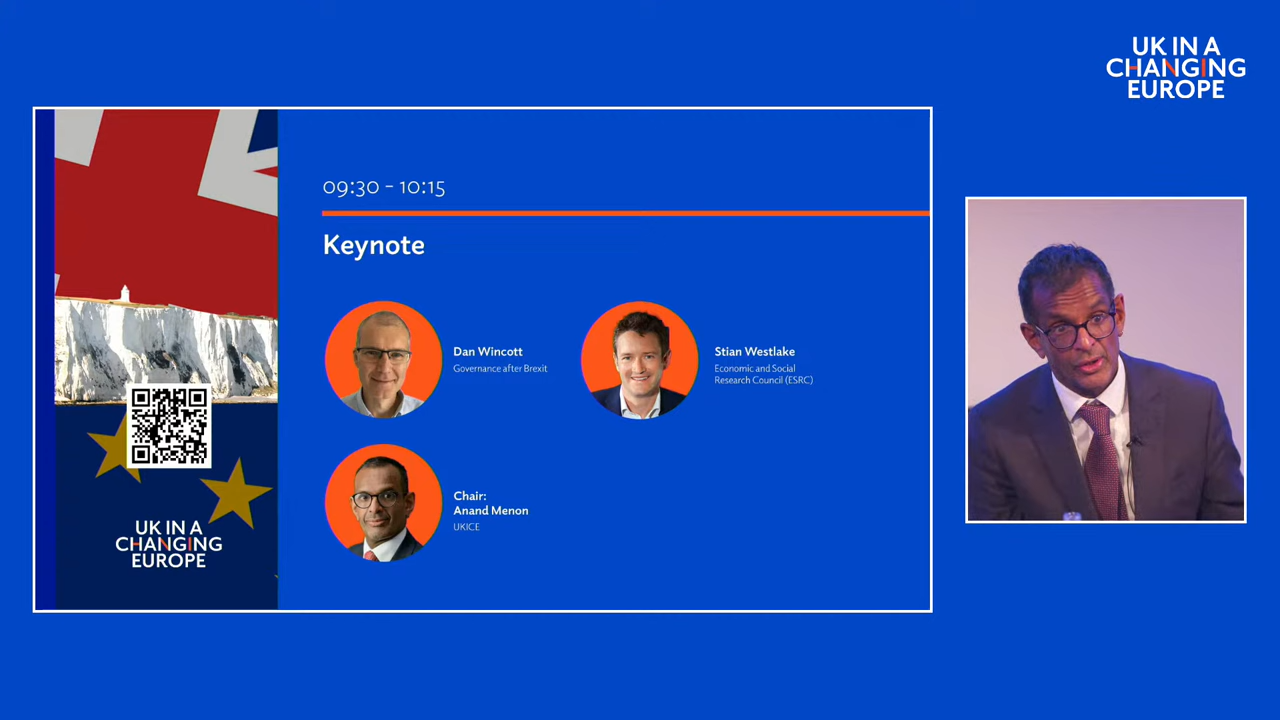 UK IN A
CHANGING
EUROPE
09:30 - 10:15
Keynote
Dan Wincott
Governance after Brexit
Stian Westlake
Economic and Social
Research Council (ESRC)
Chair:
Anand Menon
UKICE
UK IN A
CHANGING
EUROPE